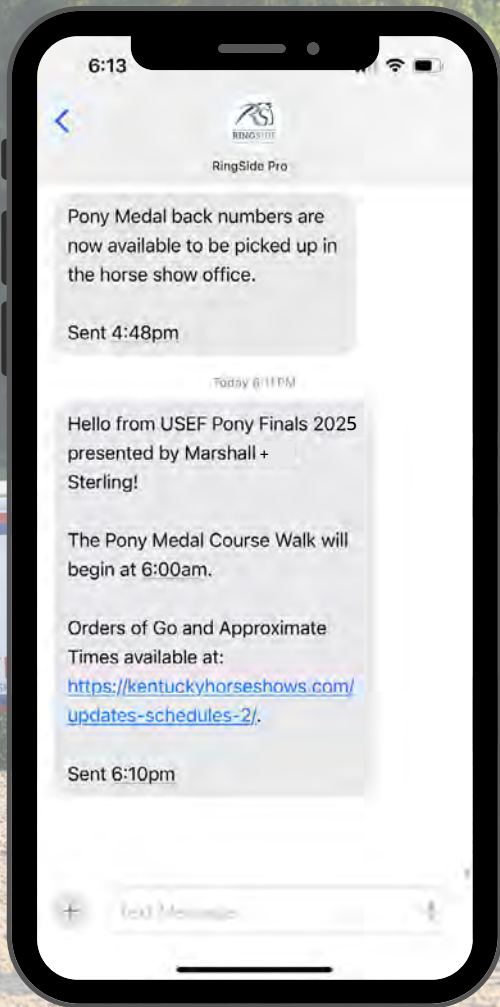 6:13
RINGSIDE
RingSide Pro
Pony Medal back numbers are
now available to be picked up in
the horse show office.
Sent 4:48pm
Today 6:11 PM
Hello from USEF Pony Finals 2025
presented by Marshall +
Sterling!
The Pony Medal Course Walk will
begin at 6:00am.
Orders of Go and Approximate
Times available at:
https://kentuckyhorseshows.com/
updates-schedules-2/.
Sent 6:10pm
Text Message